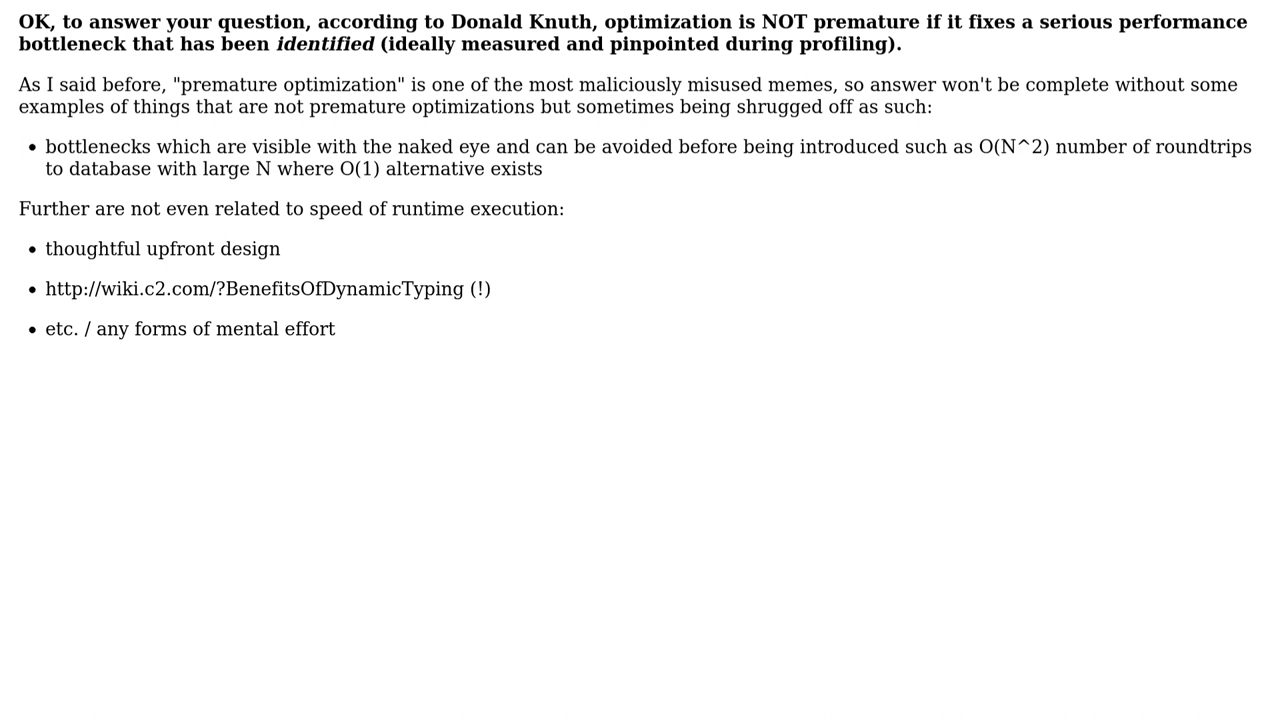 OK, to answer your question, according to Donald Knuth, optimization is NOT premature if it fixes a serious performance
bottleneck that has been identified (ideally measured and pinpointed during profiling).
As I said before, "premature optimization" is one of the most maliciously misused memes, so answer won't be complete without some
examples of things that are not premature optimizations but sometimes being shrugged off as such:
• bottlenecks which are visible with the naked eye and can be avoided before being introduced such as O(N^2) number of roundtrips
to database with large N where O(1) alternative exists
Further are not even related to speed of runtime execution:
• thoughtful upfront design
• http://wiki.c2.com/?BenefitsOfDynamicTyping (!)
• etc. / any forms of mental effort